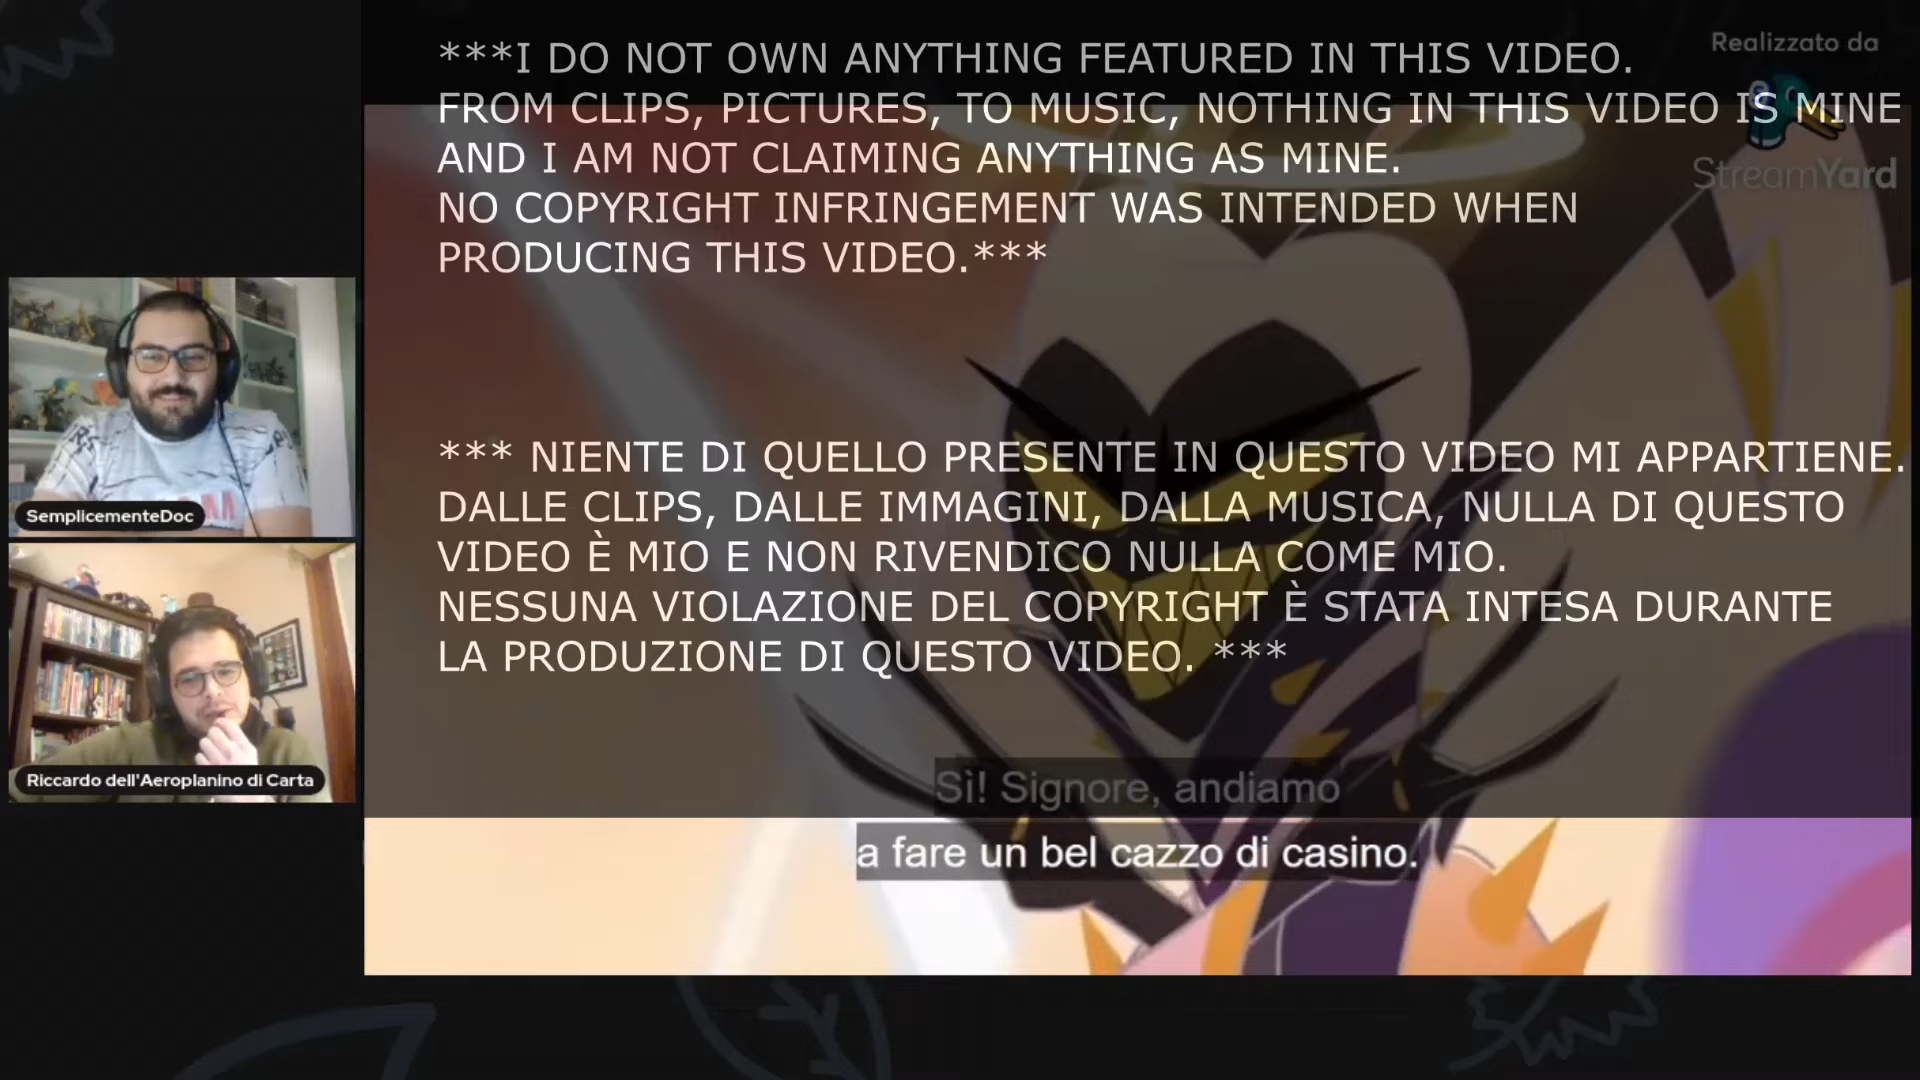 ***I DO NOT OWN ANYTHING FEATURED IN THIS VIDEO.
FROM CLIPS, PICTURES, TO MUSIC, NOTHING IN THIS VIDEO IS MINE
AND I AM NOT CLAIMING ANYTHING AS MINE.
NO COPYRIGHT INFRINGEMENT WAS INTENDED WHEN
PRODUCING THIS VIDEO.***
Realizzato da
StreamYard
*** NIENTE DI QUELLO PRESENTE IN QUESTO VIDEO MI APPARTIENE.
DALLE CLIPS, DALLE IMMAGINI, DALLA MUSICA, NULLA DI QUESTO
VIDEO È MIO E NON RIVENDICO NULLA COME MIO.
NESSUNA VIOLAZIONE DEL COPYRIGHT È STATA INTESA DURANTE
LA PRODUZIONE DI QUESTO VIDEO. ***
SemplicementeDoc
Riccardo dell'Aeroplanino di Carta
Sì! Signore, andiamo
a fare un bel cazzo di casino.